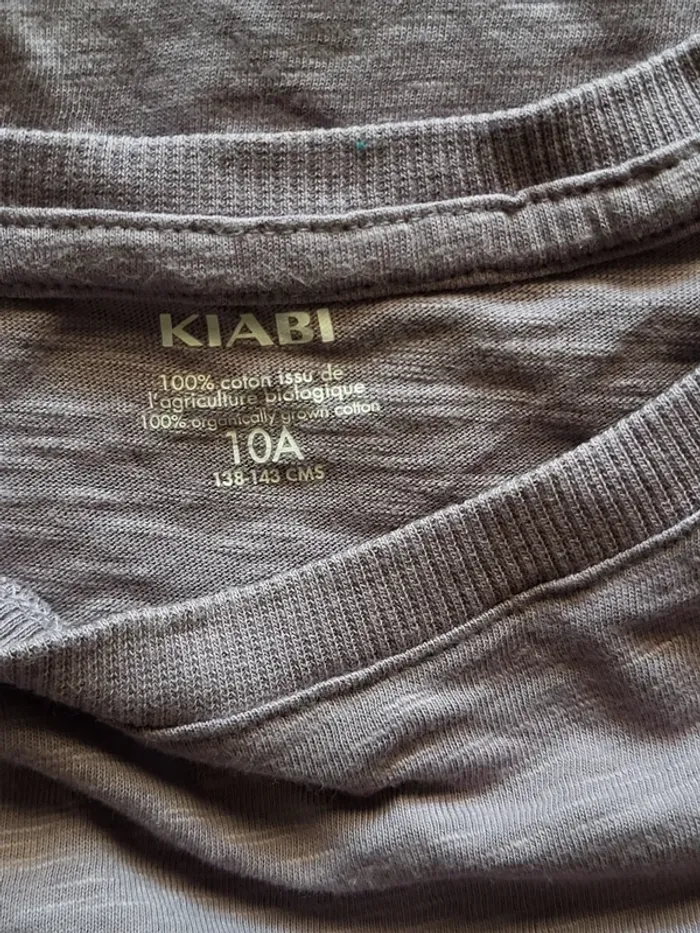 KIABI
100% coton issu de
l'agriculture biologique
100% organically grown cotton
10A
138-143 CMS